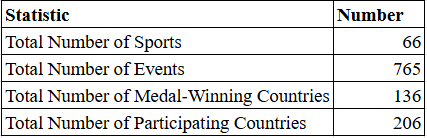 Statistic Number
Total Number of Sports 66
Total Number of Events 765
Total Number of Medal-Winning Countries 136
Total Number of Participating Countries 206